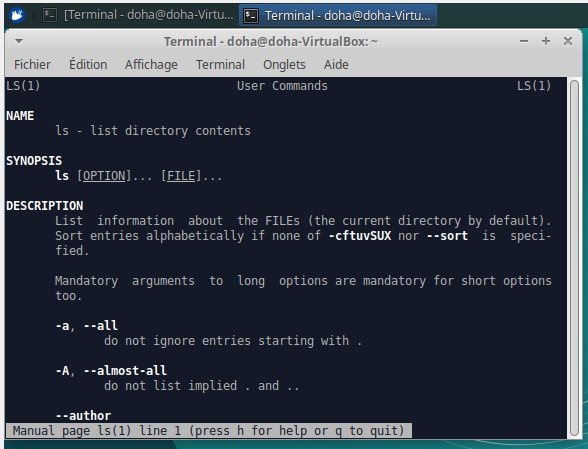 [Terminal - doha@doha-Virtu... Terminal - doha@doha-Virtu...
Terminal - doha@doha-VirtualBox: ~
Fichier Édition Affichage Terminal Onglets Aide
LS(1) User Commands LS(1)
NAME
ls - list directory contents
SYNOPSIS
ls [OPTION]... [FILE]...
DESCRIPTION
List information about the FILEs (the current directory by default).
Sort entries alphabetically if none of -cftuvSUX nor --sort is speci-
fied.
Mandatory arguments to long options are mandatory for short options
too.
-a, --all
do not ignore entries starting with .
-A, --almost-all
do not list implied . and ..
--author
Manual page ls(1) line 1 (press h for help or q to quit)